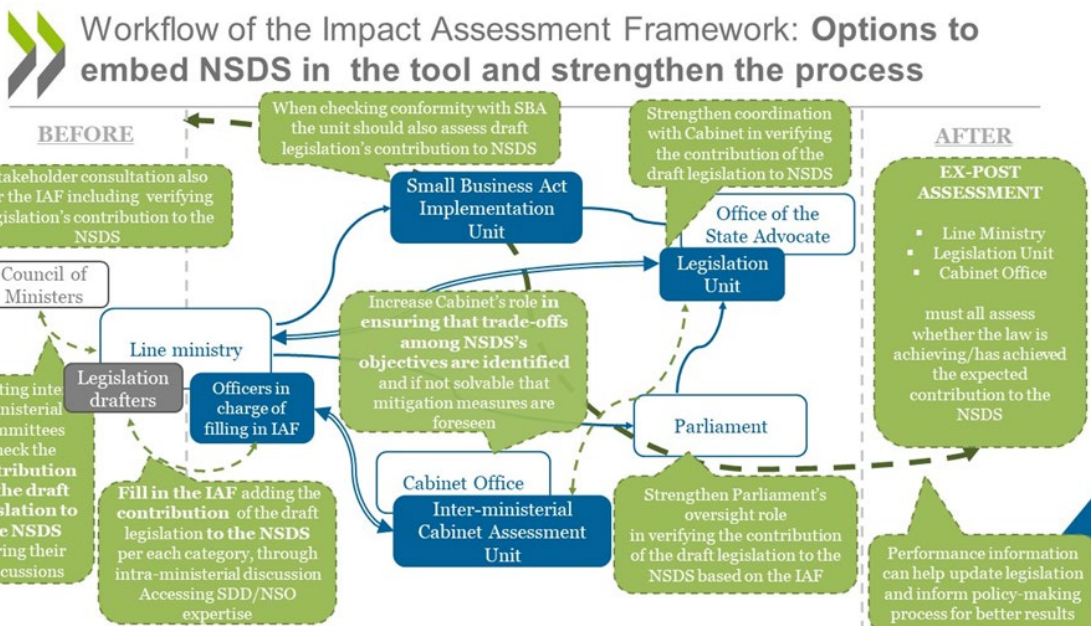 Workflow of the Impact Assessment Framework: Options to
embed NSDS in the tool and strengthen the process
BEFORE
When checking conformity with SBA
the unit should also assess draft
legislation's contribution to NSDS
Strengthen coordination
with Cabinet in verifying
the contribution of the
draft legislation to NSDS
AFTER
EX-POST
ASSESSMENT
▪ Line Ministry
▪ Legislation Unit
▪ Cabinet Office
must all assess
whether the law is
achieving/has achieved
the expected
contribution to the
NSDS
consultation also
the IAF including verifying
contribution to the
NSDS
Small Business Act
Implementation
Unit
Office of the
State Advocate
Legislation
Unit
Council of
Ministers
Increase Cabinet's role in
ensuring that trade-offs
among NSDS's
objectives are identified
and if not solvable that
mitigation measures are
foreseen
Line ministry
Legislation
drafters
Officers in
charge of
filling in IAF
the
the draft
to
NSDS
their
Parliament
Cabinet Office
Inter-ministerial
Cabinet Assessment
Unit
Fill in the IAF adding the
contribution of the draft
legislation to the NSDS
per each category, through
intra-ministerial discussion
Accessing SDD/NSO
expertise
Strengthen Parliament's
oversight role
in verifying the contribution
of the draft legislation to the
NSDS based on the IAF
Performance information
can help update legislation
and inform policy-making
process for better results